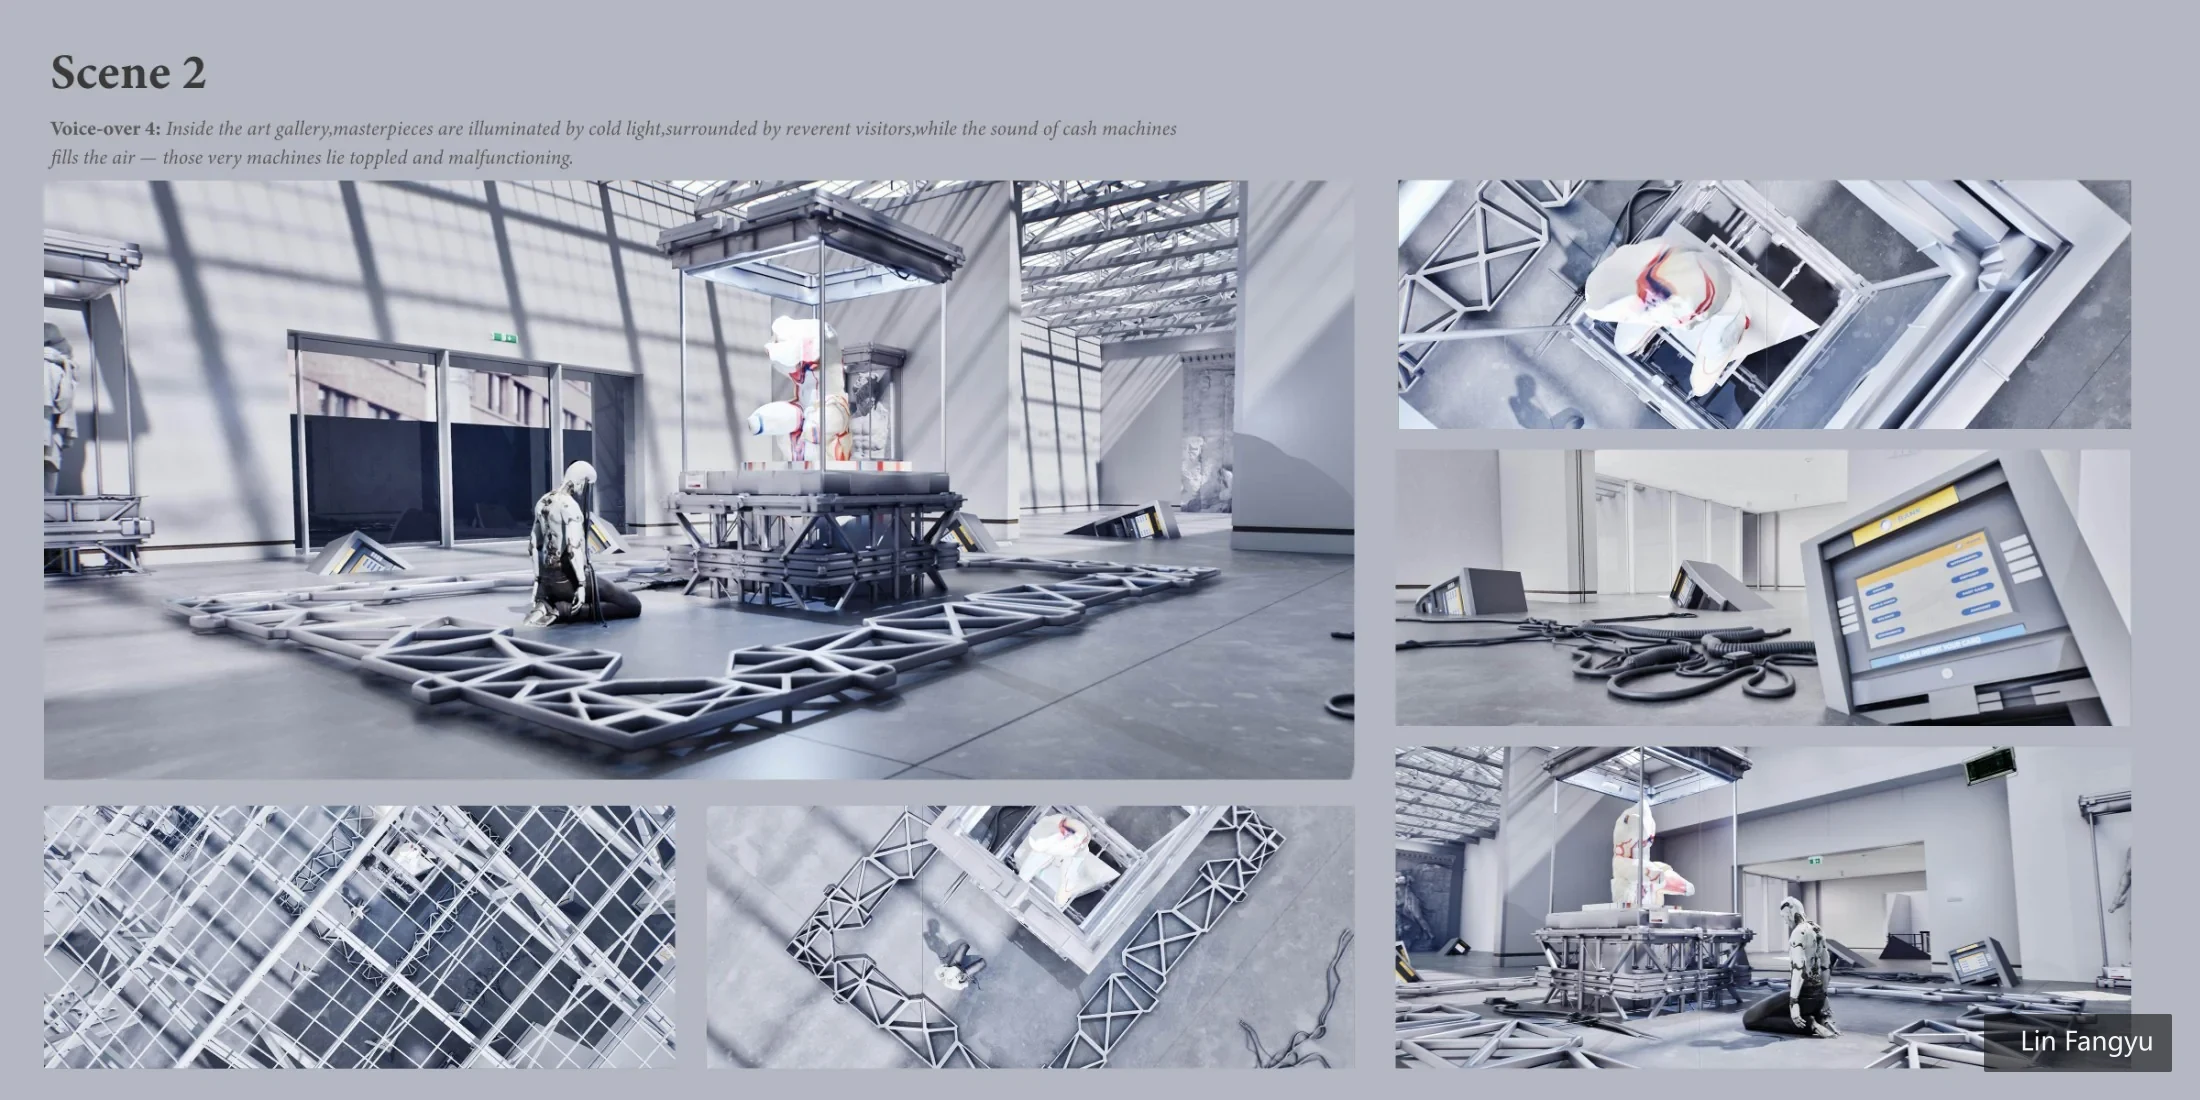 Scene 2
Voice-over 4: Inside the art gallery,masterpieces are illuminated by cold light,surrounded by reverent visitors,while the sound of cash machines
fills the air — those very machines lie toppled and malfunctioning.
BANK
Lin Fangyu